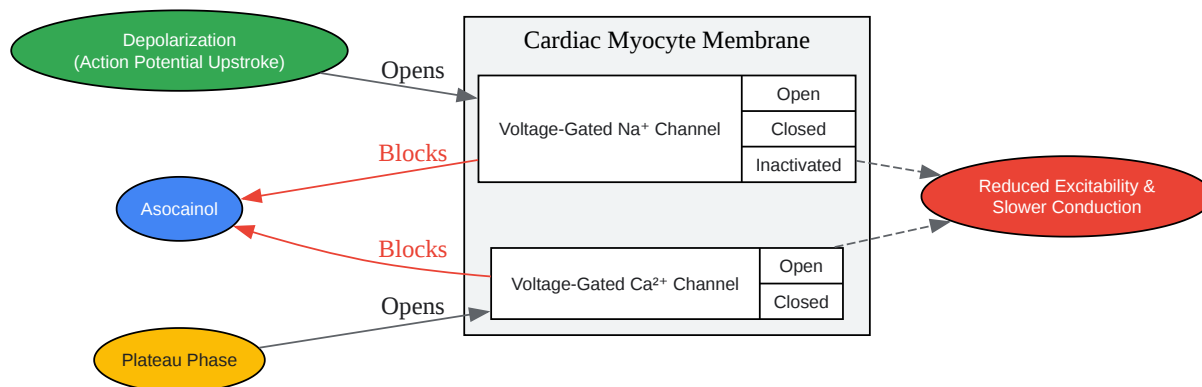 Depolarization
(Action Potential Upstroke)
Opens
Cardiac Myocyte Membrane
Voltage-Gated Na⁺ Channel
Open
Closed
Inactivated
Blocks
Asocainol
Reduced Excitability &
Slower Conduction
Blocks
Voltage-Gated Ca²⁺ Channel
Open
Closed
Opens
Plateau Phase